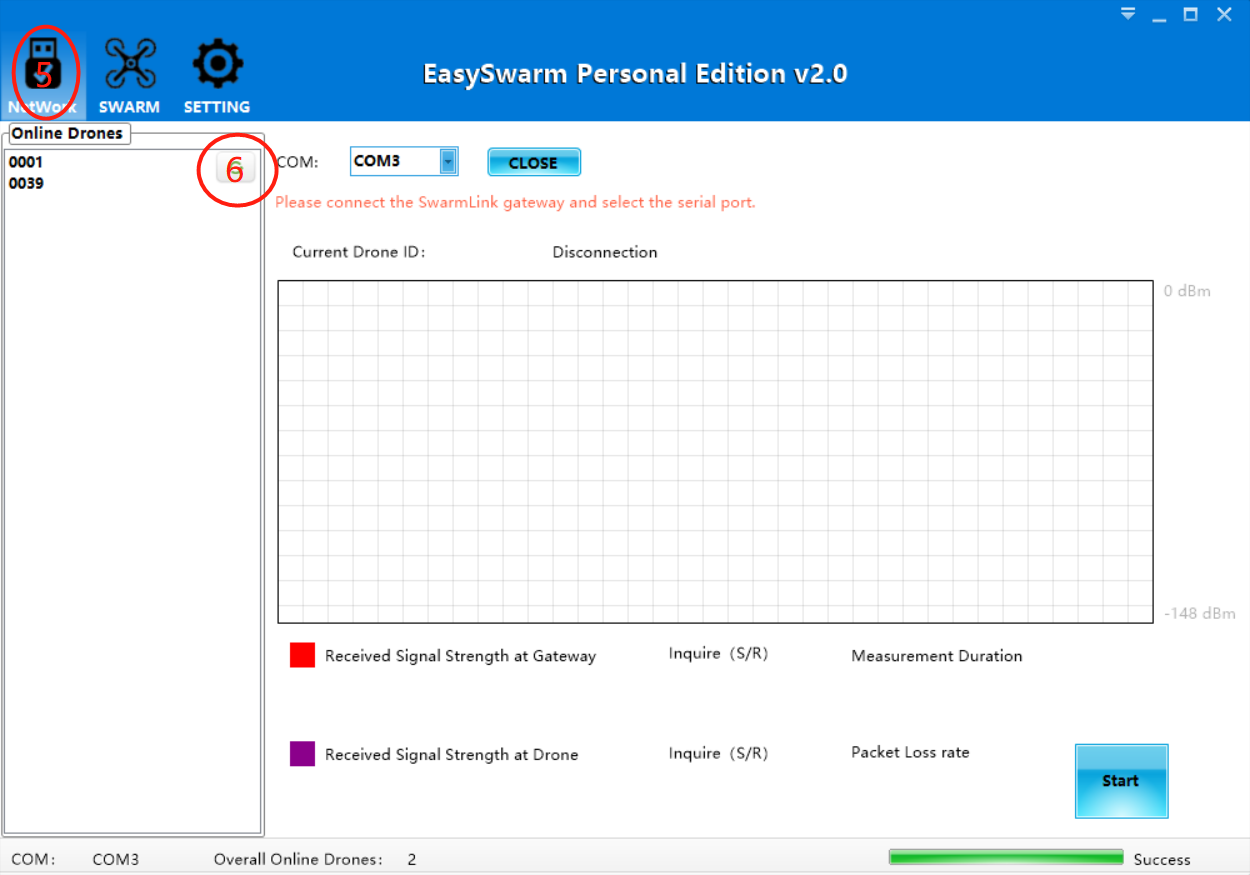 EasySwarm Personal Edition v2.0
5
NetWork SWARM SETTING
Online Drones
0001
0039
6
COM: COM3 CLOSE
Please connect the SwarmLink gateway and select the serial port.
Current Drone ID: Disconnection
0 dBm
-148 dBm
Received Signal Strength at Gateway Inquire (S/R) Measurement Duration
Received Signal Strength at Drone Inquire (S/R) Packet Loss rate
Start
COM: COM3 Overall Online Drones: 2 Success